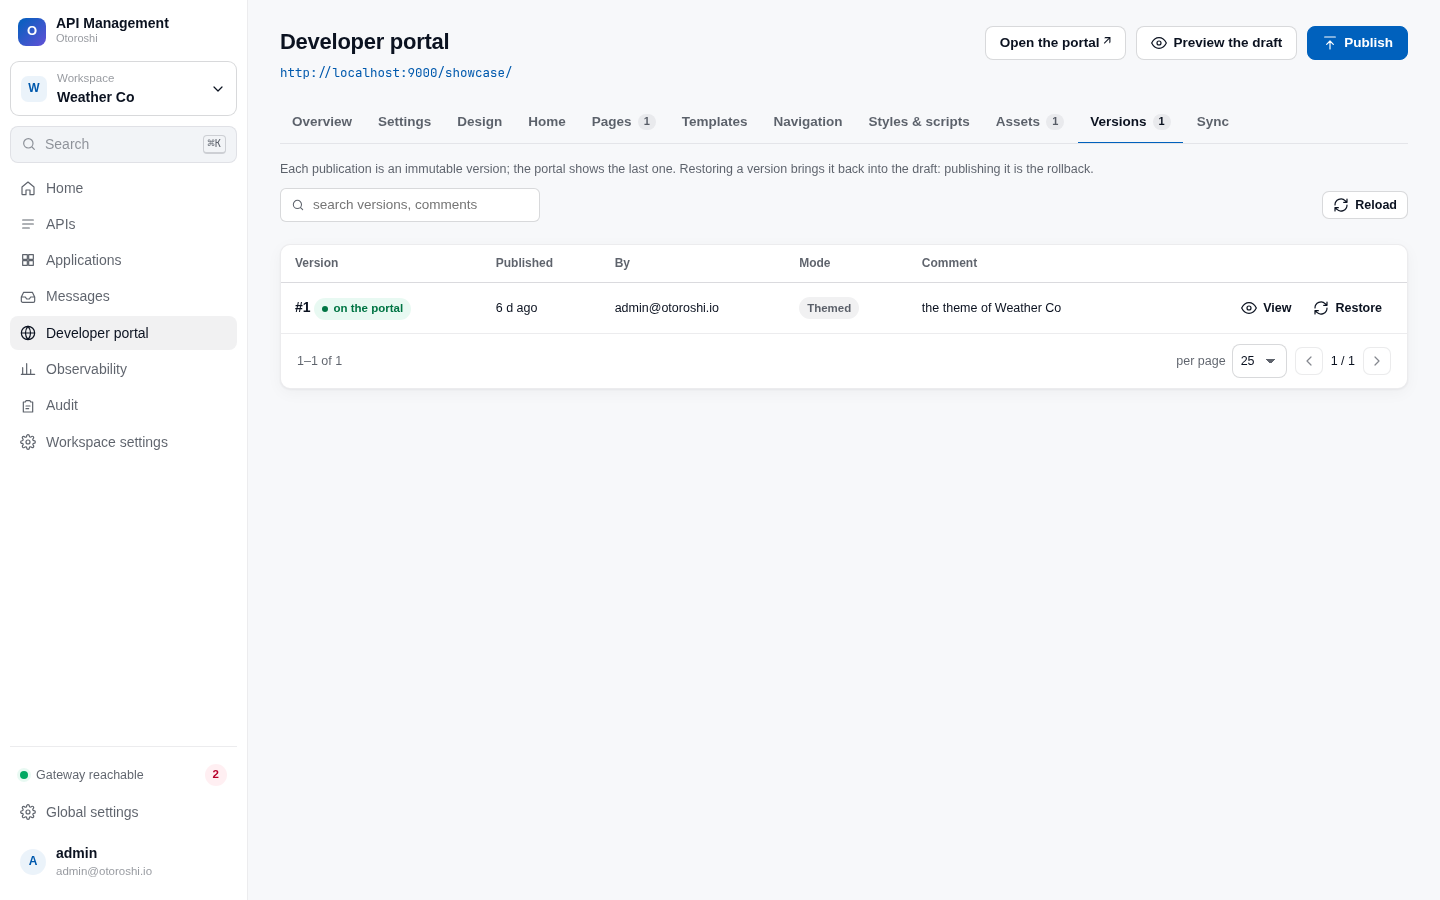 O
API Management
Otoroshi
W
Workspace
Weather Co
Search
⌘K
Home
APIs
Applications
Messages
Developer portal
Observability
Audit
Workspace settings
Gateway reachable
2
Global settings
A
admin
admin@otoroshi.io
Developer portal
http://localhost:9000/showcase/
Open the portal
Preview the draft
Publish
Overview Settings Design Home Pages 1 Templates Navigation Styles & scripts Assets 1 Versions 1 Sync
Each publication is an immutable version; the portal shows the last one. Restoring a version brings it back into the draft: publishing it is the rollback.
search versions, comments
Reload
Version Published By Mode Comment
#1 on the portal 6 d ago admin@otoroshi.io Themed the theme of Weather Co View Restore
1–1 of 1 per page 25 1 / 1